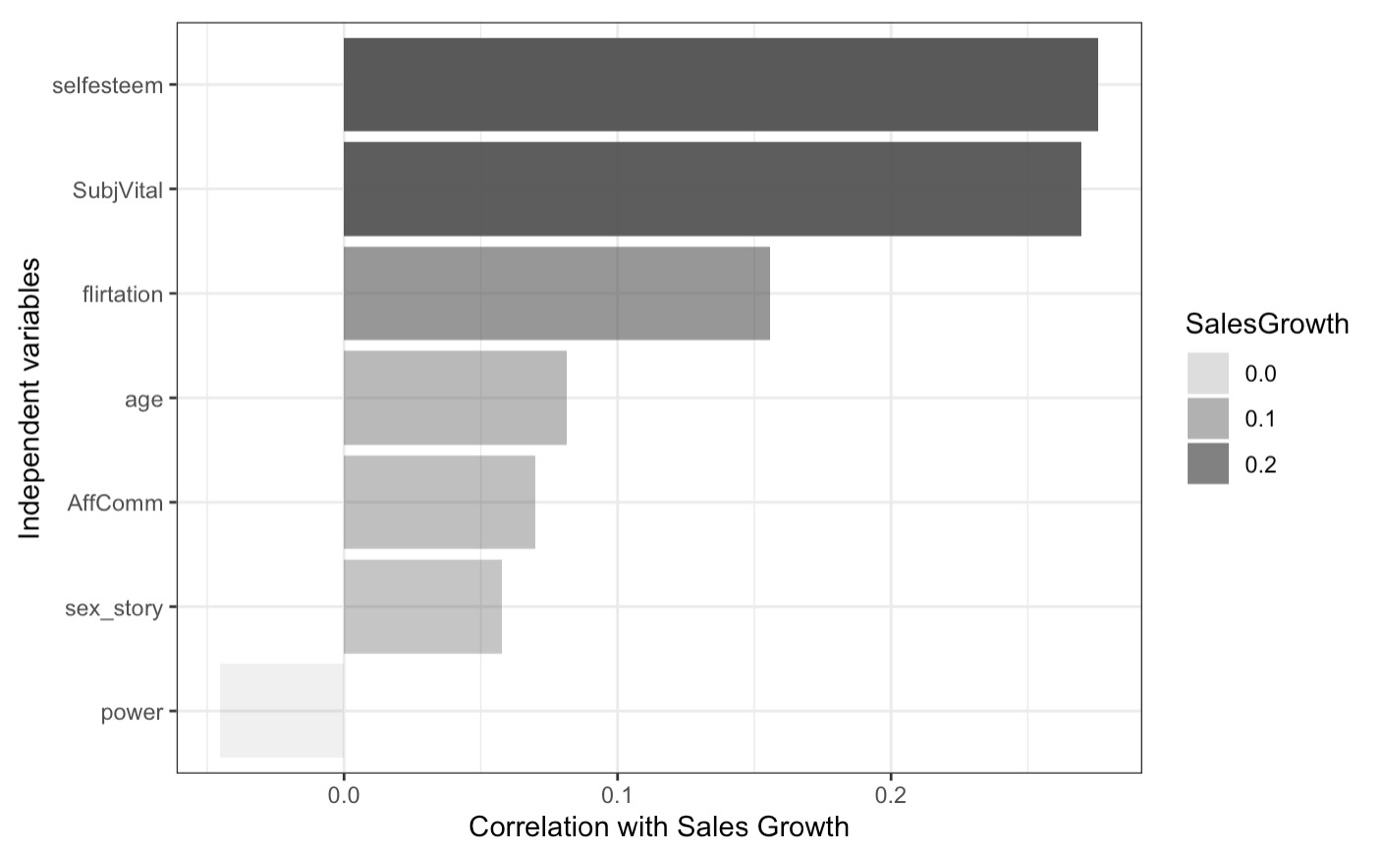 selfesteem
SubjVital
flirtation
age
AffComm
sex_story
power
Independent variables
0.0 0.1 0.2
Correlation with Sales Growth
SalesGrowth
0.0
0.1
0.2